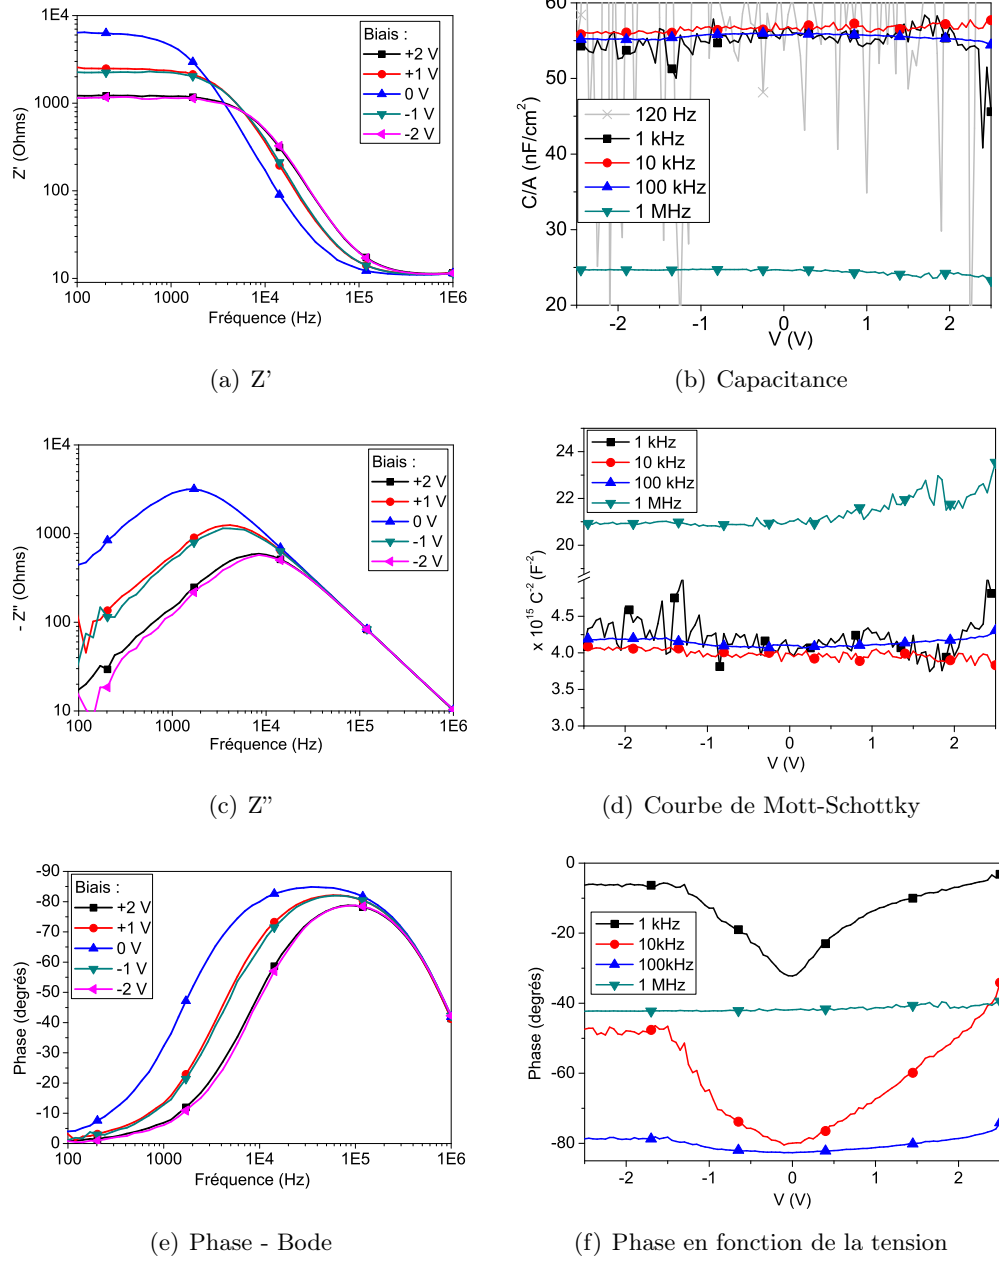 1E4
1000
100
10
Z' (Ohms)
100 1000 1E4 1E5 1E6
Fréquence (Hz)
Biais :
+2 V
+1 V
0 V
-1 V
-2 V
(a) Z'
60
50
40
30
20
C/A (nF/cm²)
-2 -1 0 1 2
V (V)
120 Hz
1 kHz
10 kHz
100 kHz
1 MHz
(b) Capacitance
1E4
1000
100
10
- Z" (Ohms)
100 1000 1E4 1E5 1E6
Fréquence (Hz)
Biais :
+2 V
+1 V
0 V
-1 V
-2 V
(c) Z"
24
22
20
4.5
4.0
3.5
3.0
x 10¹⁵ C⁻² (F⁻²)
-2 -1 0 1 2
V (V)
1 kHz
10 kHz
100 kHz
1 MHz
(d) Courbe de Mott-Schottky
-90
-80
-70
-60
-50
-40
-30
-20
-10
0
Phase (degrés)
100 1000 1E4 1E5 1E6
Fréquence (Hz)
Biais :
+2 V
+1 V
0 V
-1 V
-2 V
(e) Phase - Bode
0
-20
-40
-60
-80
Phase (degrés)
-2 -1 0 1 2
V (V)
1 kHz
10kHz
100kHz
1 MHz
(f) Phase en fonction de la tension